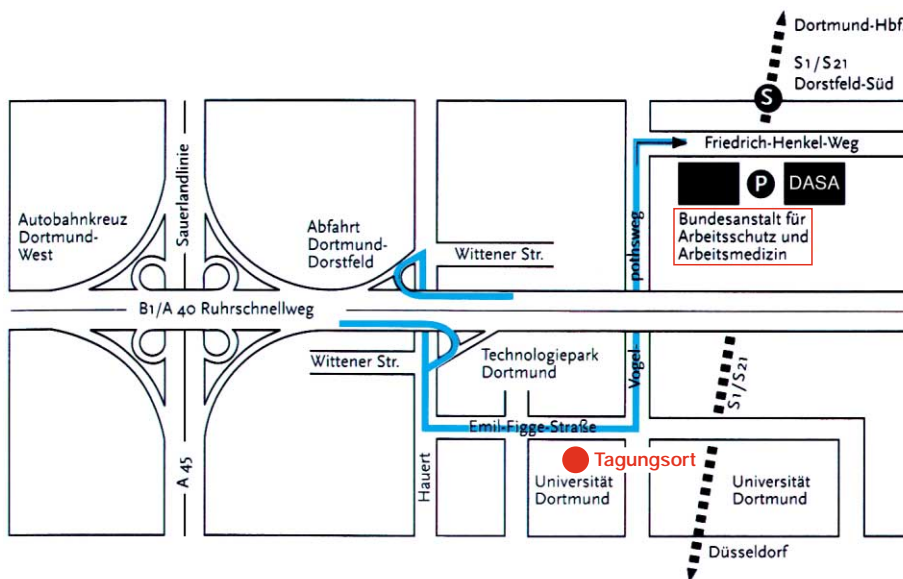 Dortmund-Hbf.
S1/S21
Dorstfeld-Süd
S
Friedrich-Henkel-Weg
P
DASA
Bundesanstalt für
Arbeitsschutz und
Arbeitsmedizin
Sauerlandlinie
Autobahnkreuz
Dortmund-
West
Abfahrt
Dortmund-
Dorstfeld
Wittener Str.
pothsweg
B1/A 40 Ruhrschnellweg
Wittener Str.
Technologiepark
Dortmund
Vogel-
S1/S21
Emil-Figge-Straße
A 45
Hauert
Tagungsort
Universität
Dortmund
Universität
Dortmund
Düsseldorf